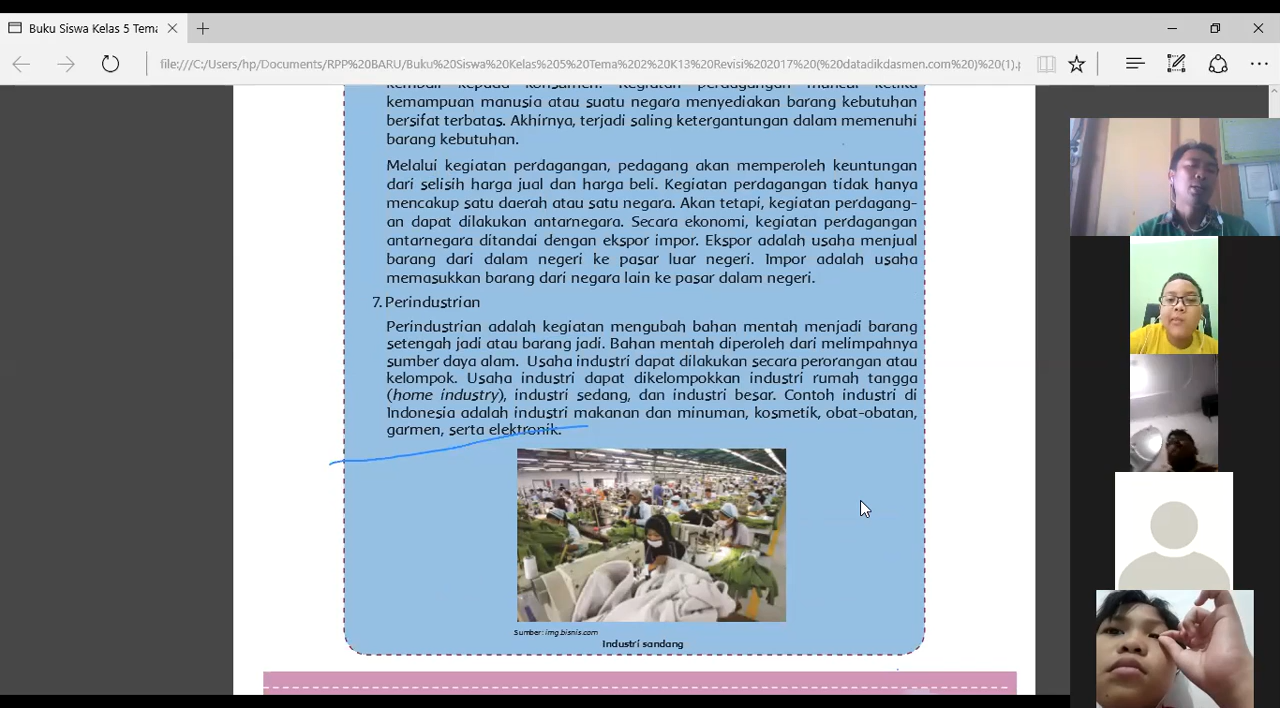 Buku Siswa Kelas 5 Tema
file:///C:/Users/hp/Documents/RPP%20BARU/Buku%20Siswa%20Kelas%205%20Tema%202%20K13%20Revisi%202017%20(%20datadikdasmen.com%20)%20(1).p
kembali kepada konsumen. Kegiatan perdagangan muncul ketika
kemampuan manusia atau suatu negara menyediakan barang kebutuhan
bersifat terbatas. Akhirnya, terjadi saling ketergantungan dalam memenuhi
barang kebutuhan.
Melalui kegiatan perdagangan, pedagang akan memperoleh keuntungan
dari selisih harga jual dan harga beli. Kegiatan perdagangan tidak hanya
mencakup satu daerah atau satu negara. Akan tetapi, kegiatan perdagang-
an dapat dilakukan antarnegara. Secara ekonomi, kegiatan perdagangan
antarnegara ditandai dengan ekspor impor. Ekspor adalah usaha menjual
barang dari dalam negeri ke pasar luar negeri. Impor adalah usaha
memasukkan barang dari negara lain ke pasar dalam negeri.
7. Perindustrian
Perindustrian adalah kegiatan mengubah bahan mentah menjadi barang
setengah jadi atau barang jadi. Bahan mentah diperoleh dari melimpahnya
sumber daya alam. Usaha industri dapat dilakukan secara perorangan atau
kelompok. Usaha industri dapat dikelompokkan industri rumah tangga
(home industry), industri sedang, dan industri besar. Contoh industri di
Indonesia adalah industri makanan dan minuman, kosmetik, obat-obatan,
garmen, serta elektronik.
Sumber: img.bisnis.com
Industri sandang